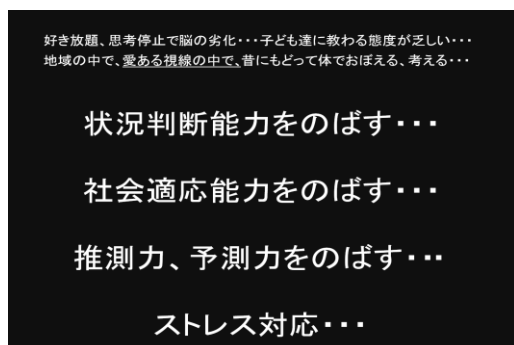 好き放題、思考停止で脳の劣化・・・子ども達に教わる態度が乏しい・・・
地域の中で、愛ある視線の中で、昔にもどって体でおぼえる、考える・・・
状況判断能力をのばす・・・
社会適応能力をのばす・・・
推測力、予測力をのばす・・・
ストレス対応・・・